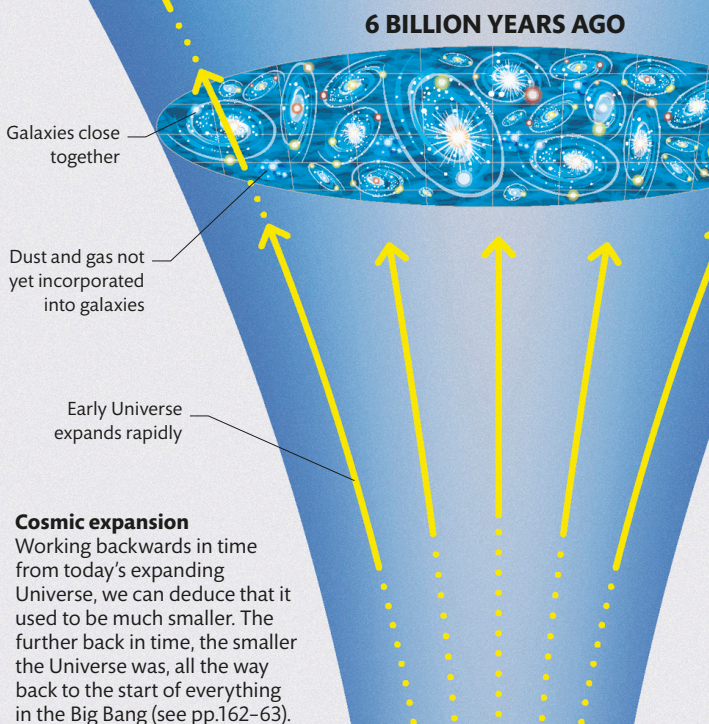 6 BILLION YEARS AGO
Galaxies close
together
Dust and gas not
yet incorporated
into galaxies
Early Universe
expands rapidly
Cosmic expansion
Working backwards in time
from today's expanding
Universe, we can deduce that it
used to be much smaller. The
further back in time, the smaller
the Universe was, all the way
back to the start of everything
in the Big Bang (see pp.162–63).